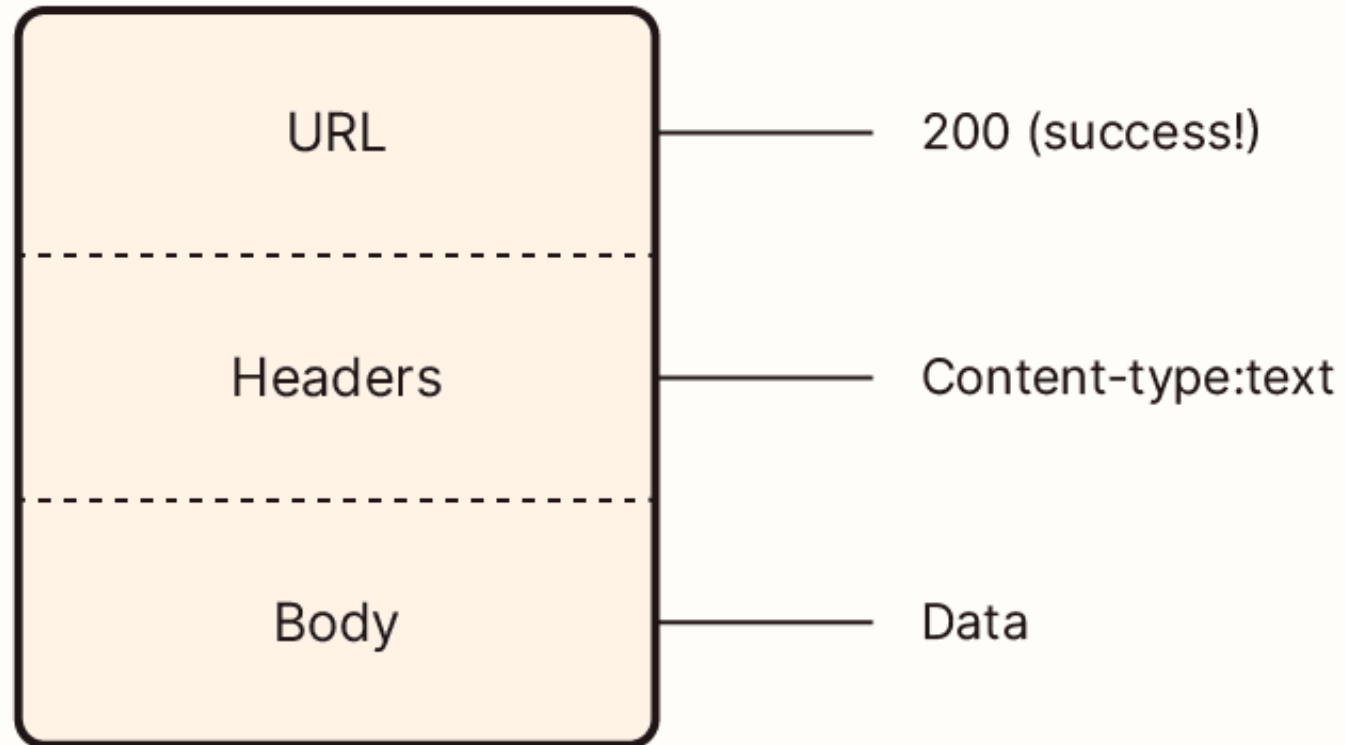 URL
200 (success!)
Headers
Content-type:text
Body
Data